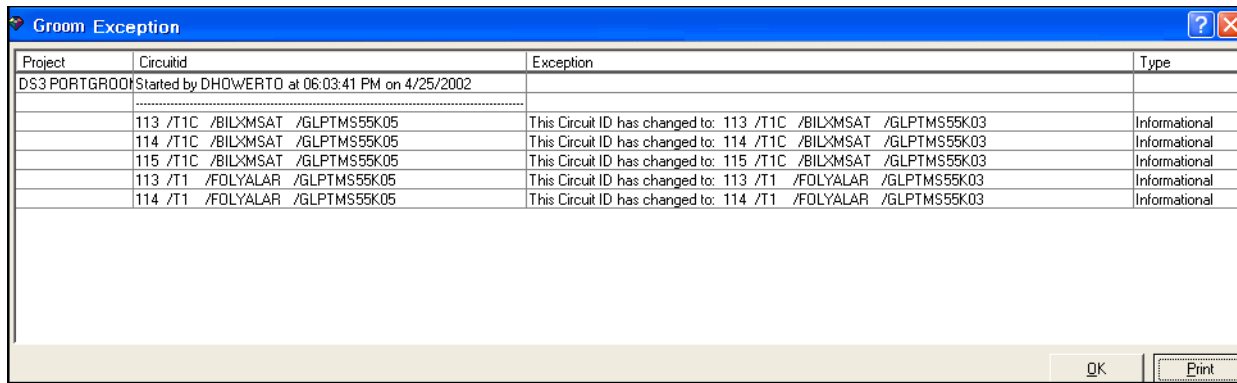 Groom Exception
Project Circuitid Exception Type
DS3 PORTGROOM Started by DHOWERTO at 06:03:41 PM on 4/25/2002
113 /T1C /BILXMSAT /GLPTMS55K05 This Circuit ID has changed to: 113 /T1C /BILXMSAT /GLPTMS55K03 Informational
114 /T1C /BILXMSAT /GLPTMS55K05 This Circuit ID has changed to: 114 /T1C /BILXMSAT /GLPTMS55K03 Informational
115 /T1C /BILXMSAT /GLPTMS55K05 This Circuit ID has changed to: 115 /T1C /BILXMSAT /GLPTMS55K03 Informational
113 /T1 /FOLYALAR /GLPTMS55K05 This Circuit ID has changed to: 113 /T1 /FOLYALAR /GLPTMS55K03 Informational
114 /T1 /FOLYALAR /GLPTMS55K05 This Circuit ID has changed to: 114 /T1 /FOLYALAR /GLPTMS55K03 Informational
OK Print